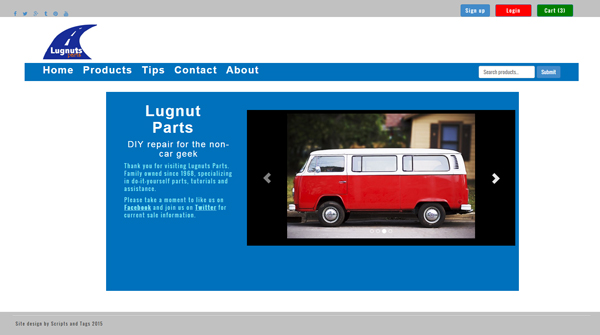 Sign up Login Cart (3)
Lugnuts
parts
Home Products Tips Contact About
Search products.. Submit
Lugnut
Parts
DIY repair for the non-
car geek
Thank you for visiting Lugnuts Parts.
Family owned since 1968, specializing
in do-it-yourself parts, tutorials and
assistance.
Please take a moment to like us on
Facebook and join us on Twitter for
current sale information.
Site design by Scripts and Tags 2015